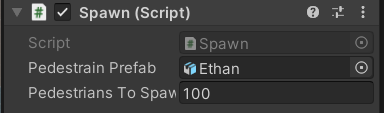 Spawn (Script)
Script Spawn
Pedestrain Prefab Ethan
Pedestrians To Spaw 100